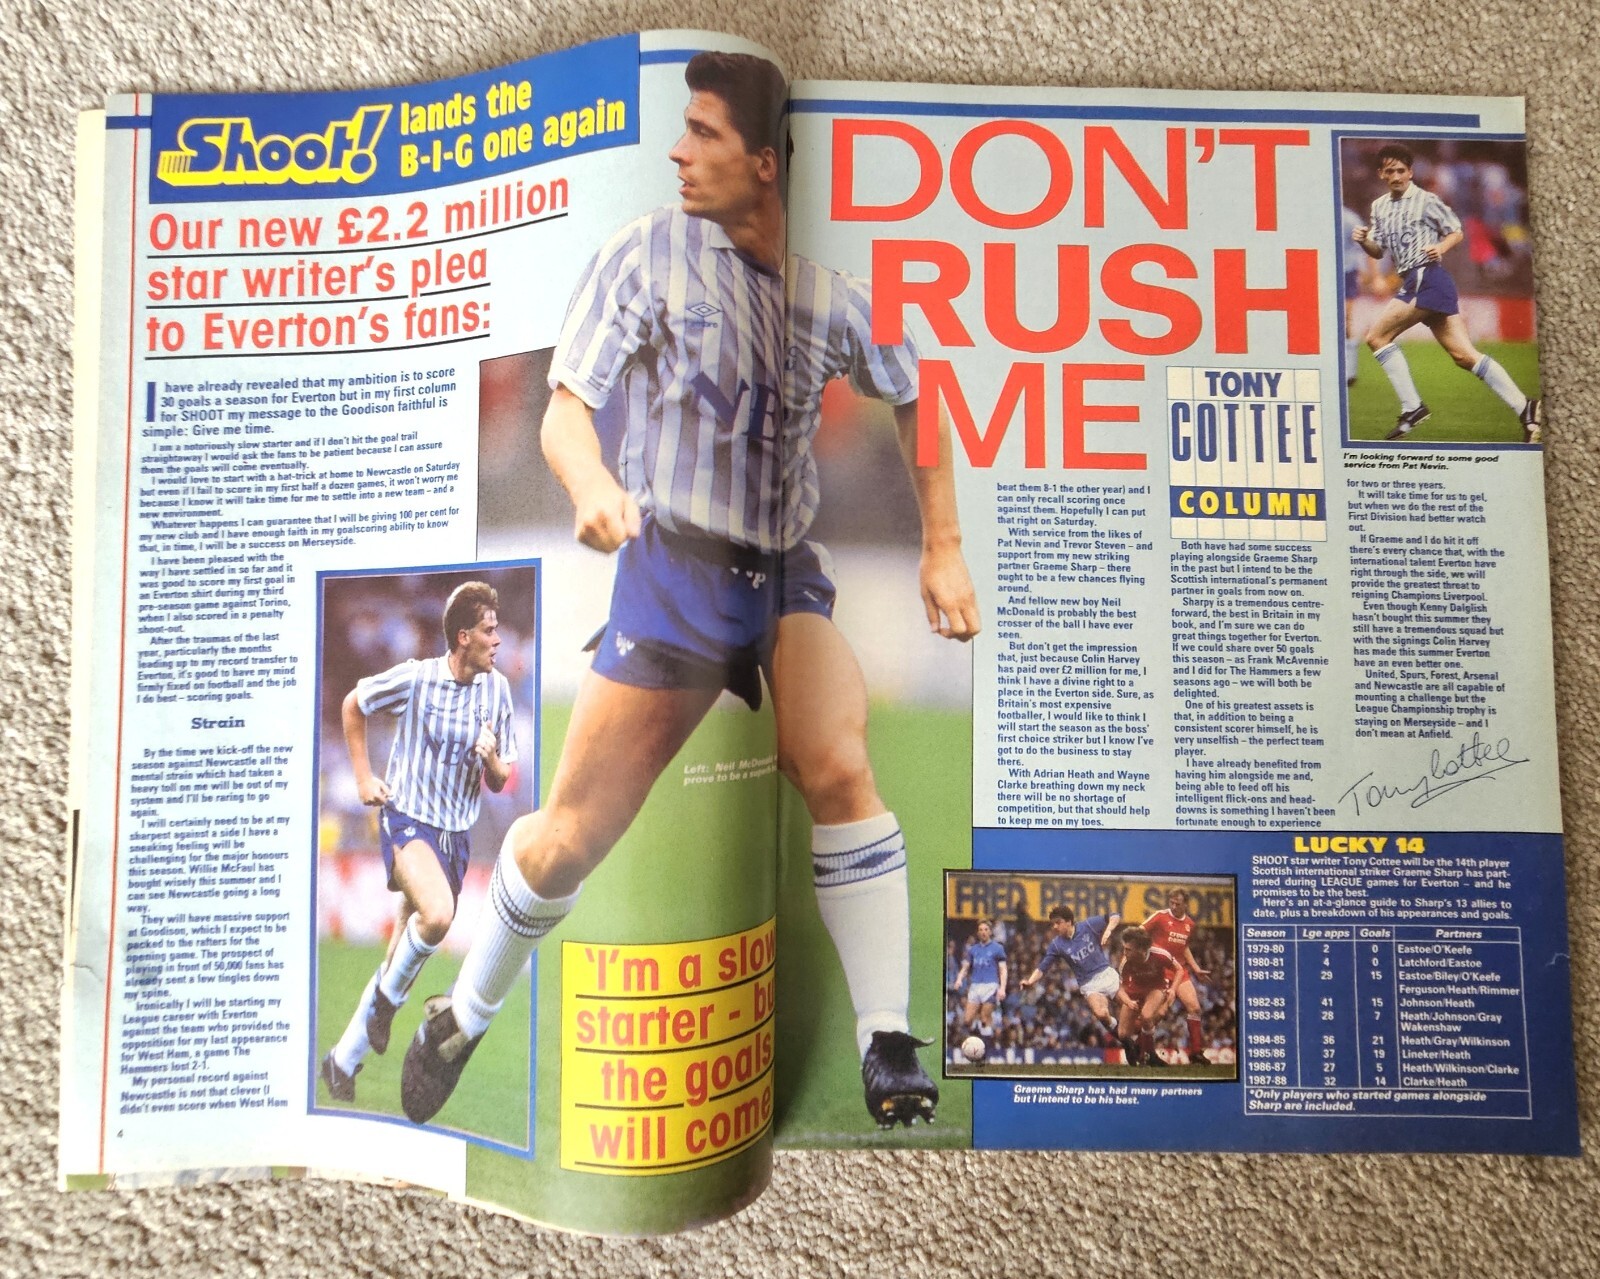 Shoot! lands the
B-I-G one again
Our new £2.2 million
star writer's plea
to Everton's fans:
I have already revealed that my ambition is to score
30 goals a season for Everton but in my first column
for SHOOT my message to the Goodison faithful is
simple: Give me time.
I am a notoriously slow starter and if I don't hit the goal trail
straightaway I would ask the fans to be patient because I can assure
them the goals will come eventually.
I would love to start with a hat-trick at home to Newcastle on Saturday
but even if I fail to score in my first half a dozen games, it won't worry me
because I know it will take time for me to settle into a new team – and a
new environment.
Whatever happens I can guarantee that I will be giving 100 per cent for
my new club and I have enough faith in my goalscoring ability to know
that, in time, I will be a success on Merseyside.
I have been pleased with the
way I have settled in so far and it
was good to score my first goal in
an Everton shirt during my third
pre-season game against Torino,
when I also scored in a penalty
shoot-out.
After the traumas of the last
year, particularly the months
leading up to my record transfer to
Everton, it's good to have my mind
firmly fixed on football and the job
I do best – scoring goals.
Strain
By the time we kick-off the new
season against Newcastle all the
mental strain which had taken a
heavy toll on me will be out of my
system and I'll be raring to go
again.
I will certainly need to be at my
sharpest against a side I have a
sneaking feeling will be
challenging for the major honours
this season. Willie McFaul has
bought wisely this summer and I
can see Newcastle going a long
way.
They will have massive support
at Goodison, which I expect to be
packed to the rafters for the
opening game. The prospect of
playing in front of 50,000 fans has
already sent a few tingles down
my spine.
Ironically I will be starting my
League career with Everton
against the team who provided the
opposition for my last appearance
for West Ham, a game The
Hammers lost 2-1.
My personal record against
Newcastle is not that clever (I
didn't even score when West Ham
6
Umbro
NEC
NEC
Left: Neil McDonald
prove to be a superb
'I'm a slow
starter - bu
the goals
will come
DON'T
RUSH
ME
TONY
COTTEE
COLUMN
NEC
I'm looking forward to some good
service from Pat Nevin.
beat them 8-1 the other year) and I
can only recall scoring once
against them. Hopefully I can put
that right on Saturday.
With service from the likes of
Pat Nevin and Trevor Steven – and
support from my new striking
partner Graeme Sharp – there
ought to be a few chances flying
around.
And fellow new boy Neil
McDonald is probably the best
crosser of the ball I have ever
seen.
But don't get the impression
that, just because Colin Harvey
has paid over £2 million for me, I
think I have a divine right to a
place in the Everton side. Sure, as
Britain's most expensive
footballer, I would like to think I
will start the season as the boss'
first choice striker but I know I've
got to do the business to stay
there.
With Adrian Heath and Wayne
Clarke breathing down my neck
there will be no shortage of
competition, but that should help
to keep me on my toes.
Both have had some success
playing alongside Graeme Sharp
in the past but I intend to be the
Scottish international's permanent
partner in goals from now on.
Sharpy is a tremendous centre-
forward, the best in Britain in my
book, and I'm sure we can do
great things together for Everton.
If we could share over 50 goals
this season – as Frank McAvennie
and I did for The Hammers a few
seasons ago – we will both be
delighted.
One of his greatest assets is
that, in addition to being a
consistent scorer himself, he is
very unselfish – the perfect team
player.
I have already benefited from
having him alongside me and,
being able to feed off his
intelligent flick-ons and head-
downs is something I haven't been
fortunate enough to experience
for two or three years.
It will take time for us to gel,
but when we do the rest of the
First Division had better watch
out.
If Graeme and I do hit it off
there's every chance that, with the
international talent Everton have
right through the side, we will
provide the greatest threat to
reigning Champions Liverpool.
Even though Kenny Dalglish
hasn't bought this summer they
still have a tremendous squad but
with the signings Colin Harvey
has made this summer Everton
have an even better one.
United, Spurs, Forest, Arsenal
and Newcastle are all capable of
mounting a challenge but the
League Championship trophy is
staying on Merseyside – and I
don't mean at Anfield.
Tony Cottee
FRED PERRY SPORT
NEC
Graeme Sharp has had many partners
but I intend to be his best.
LUCKY 14
SHOOT star writer Tony Cottee will be the 14th player
Scottish international striker Graeme Sharp has part-
nered during LEAGUE games for Everton – and he
promises to be the best.
Here's an at-a-glance guide to Sharp's 13 allies to
date, plus a breakdown of his appearances and goals.
Season Lge apps Goals Partners
1979-80 2 0 Eastoe/O'Keefe
1980-81 4 0 Latchford/Eastoe
1981-82 29 15 Eastoe/Biley/O'Keefe
Ferguson/Heath/Rimmer
1982-83 41 15 Johnson/Heath
1983-84 28 7 Heath/Johnson/Gray
Wakenshaw
1984-85 36 21 Heath/Gray/Wilkinson
1985/86 37 19 Lineker/Heath
1986-87 27 5 Heath/Wilkinson/Clarke
1987-88 32 14 Clarke/Heath
*Only players who started games alongside
Sharp are included.